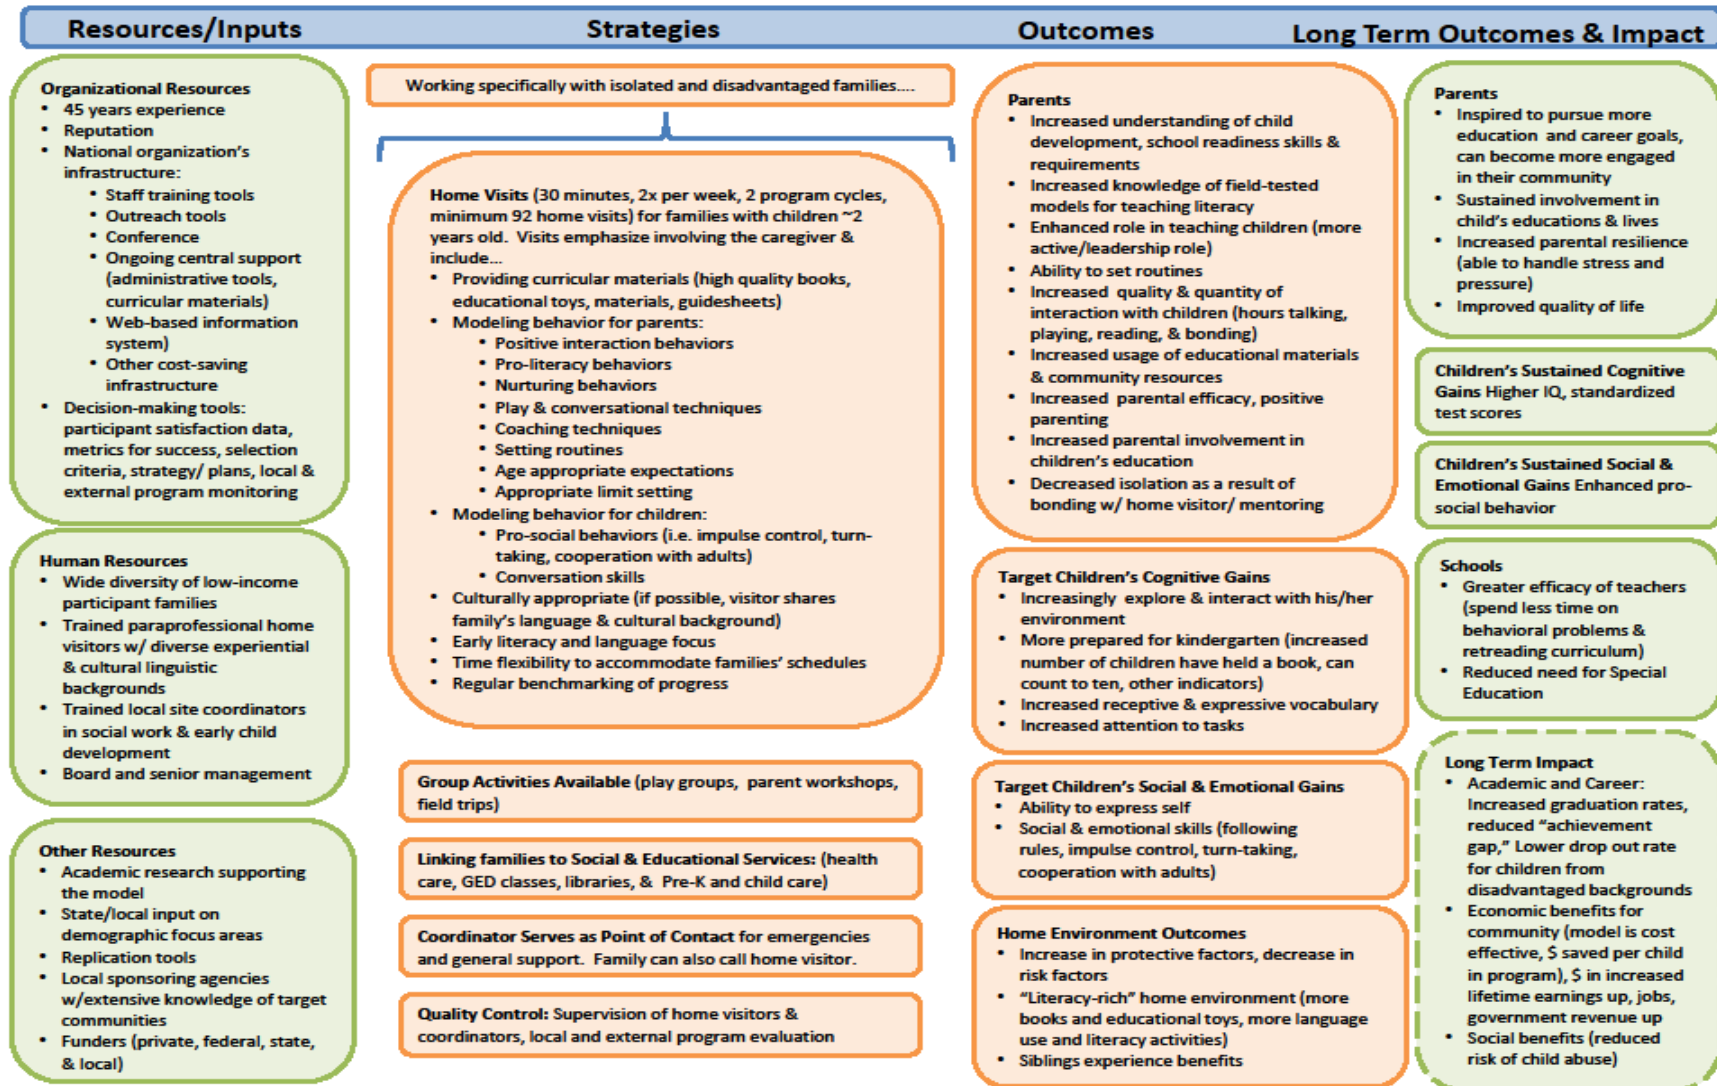 Resources/Inputs
Strategies
Outcomes
Long Term Outcomes & Impact
Organizational Resources
• 45 years experience
• Reputation
• National organization's
infrastructure:
• Staff training tools
• Outreach tools
• Conference
• Ongoing central support
(administrative tools,
curricular materials)
• Web-based information
system)
• Other cost-saving
infrastructure
• Decision-making tools:
participant satisfaction data,
metrics for success, selection
criteria, strategy/ plans, local &
external program monitoring
Human Resources
• Wide diversity of low-income
participant families
• Trained paraprofessional home
visitors w/ diverse experiential
& cultural linguistic
backgrounds
• Trained local site coordinators
in social work & early child
development
• Board and senior management
Other Resources
• Academic research supporting
the model
• State/local input on
demographic focus areas
• Replication tools
• Local sponsoring agencies
w/extensive knowledge of target
communities
• Funders (private, federal, state,
& local)
Working specifically with isolated and disadvantaged families....
Home Visits (30 minutes, 2x per week, 2 program cycles,
minimum 92 home visits) for families with children ~2
years old. Visits emphasize involving the caregiver &
include...
• Providing curricular materials (high quality books,
educational toys, materials, guidesheets)
• Modeling behavior for parents:
• Positive interaction behaviors
• Pro-literacy behaviors
• Nurturing behaviors
• Play & conversational techniques
• Coaching techniques
• Setting routines
• Age appropriate expectations
• Appropriate limit setting
• Modeling behavior for children:
• Pro-social behaviors (i.e. impulse control, turn-
taking, cooperation with adults)
• Conversation skills
• Culturally appropriate (if possible, visitor shares
family's language & cultural background)
• Early literacy and language focus
• Time flexibility to accommodate families' schedules
• Regular benchmarking of progress
Group Activities Available (play groups, parent workshops,
field trips)
Linking families to Social & Educational Services: (health
care, GED classes, libraries, & Pre-K and child care)
Coordinator Serves as Point of Contact for emergencies
and general support. Family can also call home visitor.
Quality Control: Supervision of home visitors &
coordinators, local and external program evaluation
Parents
• Increased understanding of child
development, school readiness skills &
requirements
• Increased knowledge of field-tested
models for teaching literacy
• Enhanced role in teaching children (more
active/leadership role)
• Ability to set routines
• Increased quality & quantity of
interaction with children (hours talking,
playing, reading, & bonding)
• Increased usage of educational materials
& community resources
• Increased parental efficacy, positive
parenting
• Increased parental involvement in
children's education
• Decreased isolation as a result of
bonding w/ home visitor/ mentoring
Target Children's Cognitive Gains
• Increasingly explore & interact with his/her
environment
• More prepared for kindergarten (increased
number of children have held a book, can
count to ten, other indicators)
• Increased receptive & expressive vocabulary
• Increased attention to tasks
Target Children's Social & Emotional Gains
• Ability to express self
• Social & emotional skills (following
rules, impulse control, turn-taking,
cooperation with adults)
Home Environment Outcomes
• Increase in protective factors, decrease in
risk factors
• "Literacy-rich" home environment (more
books and educational toys, more language
use and literacy activities)
• Siblings experience benefits
Parents
• Inspired to pursue more
education and career goals,
can become more engaged
in their community
• Sustained involvement in
child's educations & lives
• Increased parental resilience
(able to handle stress and
pressure)
• Improved quality of life
Children's Sustained Cognitive
Gains Higher IQ, standardized
test scores
Children's Sustained Social &
Emotional Gains Enhanced pro-
social behavior
Schools
• Greater efficacy of teachers
(spend less time on
behavioral problems &
retreading curriculum)
• Reduced need for Special
Education
Long Term Impact
• Academic and Career:
Increased graduation rates,
reduced "achievement
gap," Lower drop out rate
for children from
disadvantaged backgrounds
• Economic benefits for
community (model is cost
effective, $ saved per child
in program), $ in increased
lifetime earnings up, jobs,
government revenue up
• Social benefits (reduced
risk of child abuse)